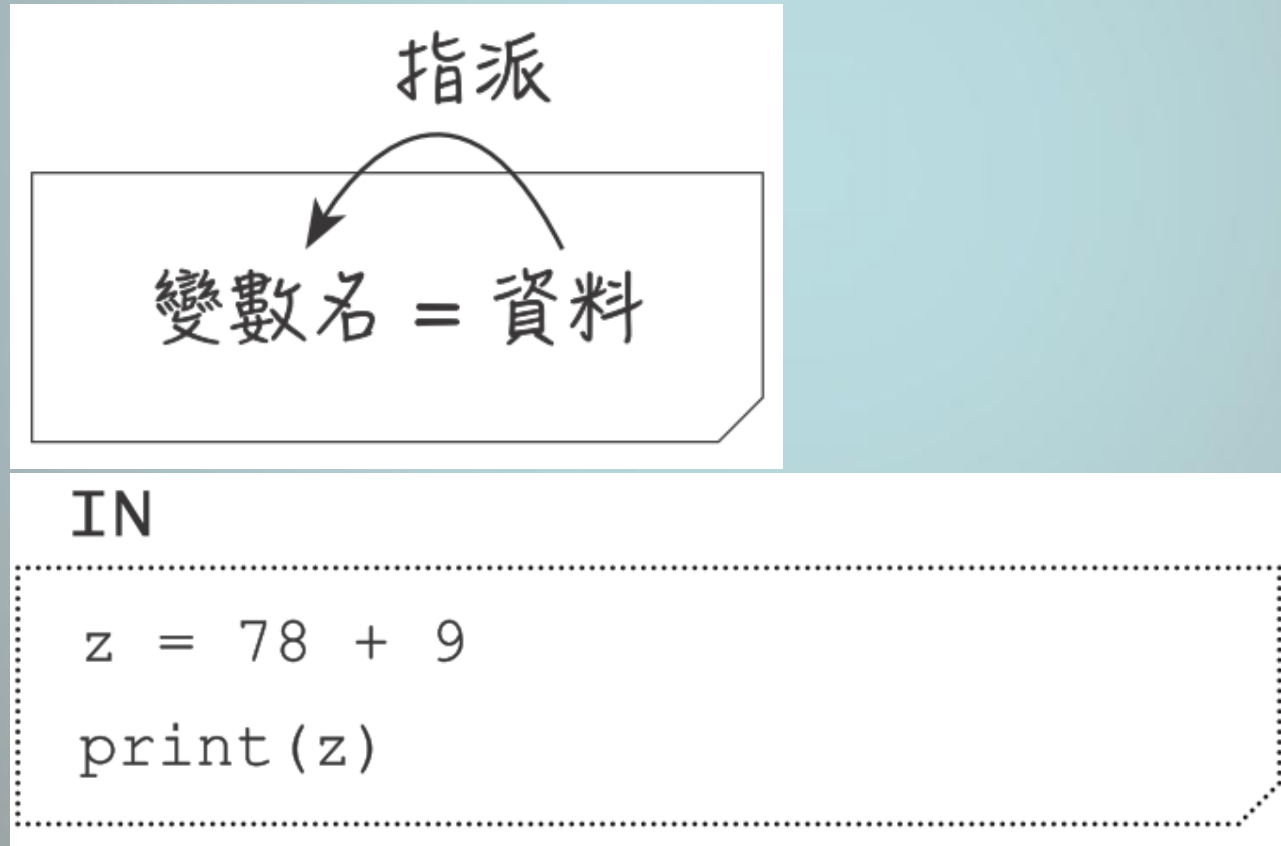 指派
變數名 = 資料
IN
z = 78 + 9
print(z)